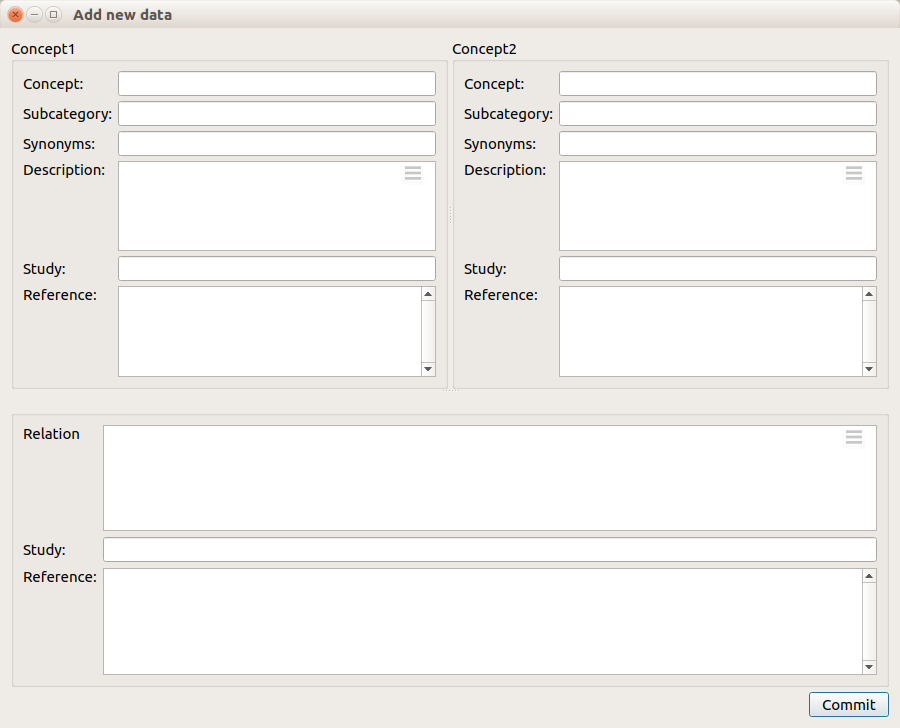 Add new data
Concept1
Concept:
Subcategory:
Synonyms:
Description:
Study:
Reference:
Concept2
Concept:
Subcategory:
Synonyms:
Description:
Study:
Reference:
Relation
Study:
Reference:
Commit